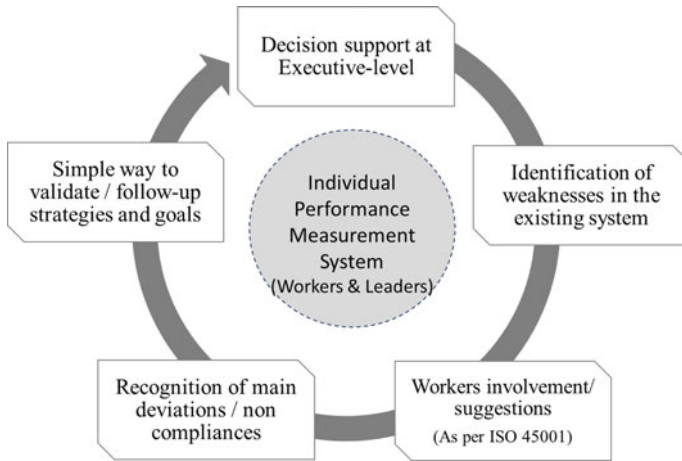 Decision support at
Executive-level
Simple way to
validate / follow-up
strategies and goals
Individual
Performance
Measurement
System
(Workers & Leaders)
Identification of
weaknesses in the
existing system
Recognition of main
deviations / non
compliances
Workers involvement/
suggestions
(As per ISO 45001)